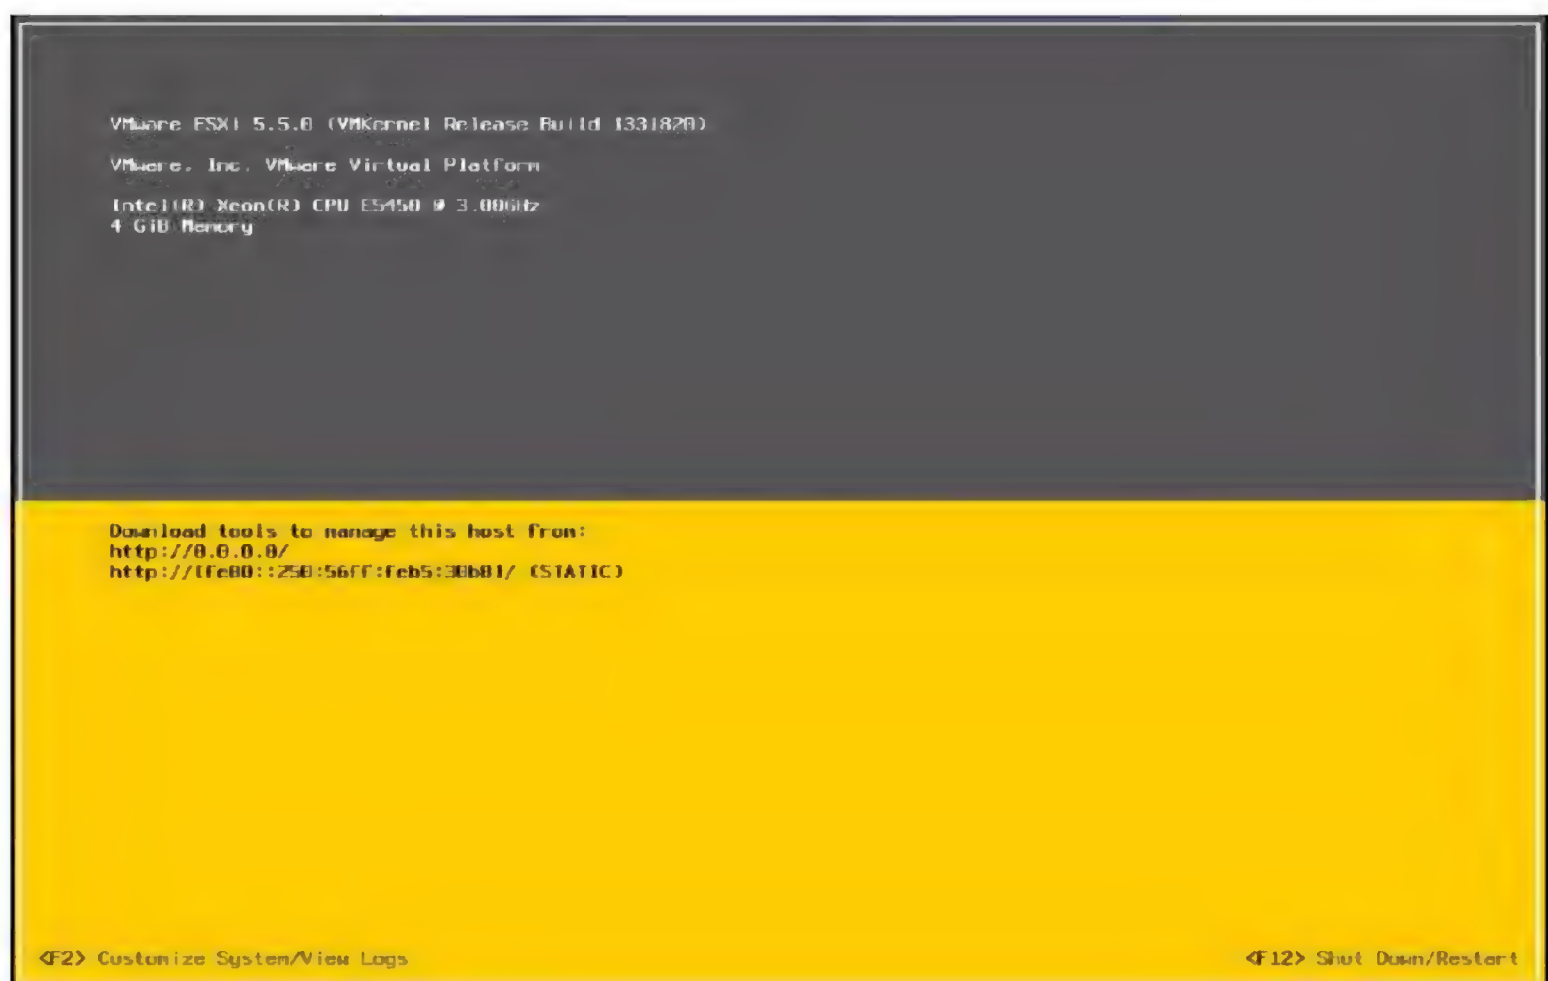 VMware ESXi 5.5.0 (VMKernel Release Build 1331820)
VMware, Inc. VMware Virtual Platform
Intel(R) Xeon(R) CPU E5450 @ 3.00GHz
4 GiB Memory
Download tools to manage this host from:
http://0.0.0.0/
http://[fe80::250:56ff:feb5:30b8]/ (STATIC)
<F2> Customize System/View Logs
<F12> Shut Down/Restart